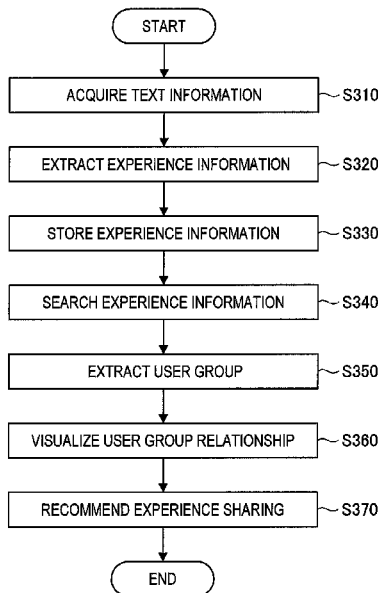 START
ACQUIRE TEXT INFORMATION S310
EXTRACT EXPERIENCE INFORMATION S320
STORE EXPERIENCE INFORMATION S330
SEARCH EXPERIENCE INFORMATION S340
EXTRACT USER GROUP S350
VISUALIZE USER GROUP RELATIONSHIP S360
RECOMMEND EXPERIENCE SHARING S370
END